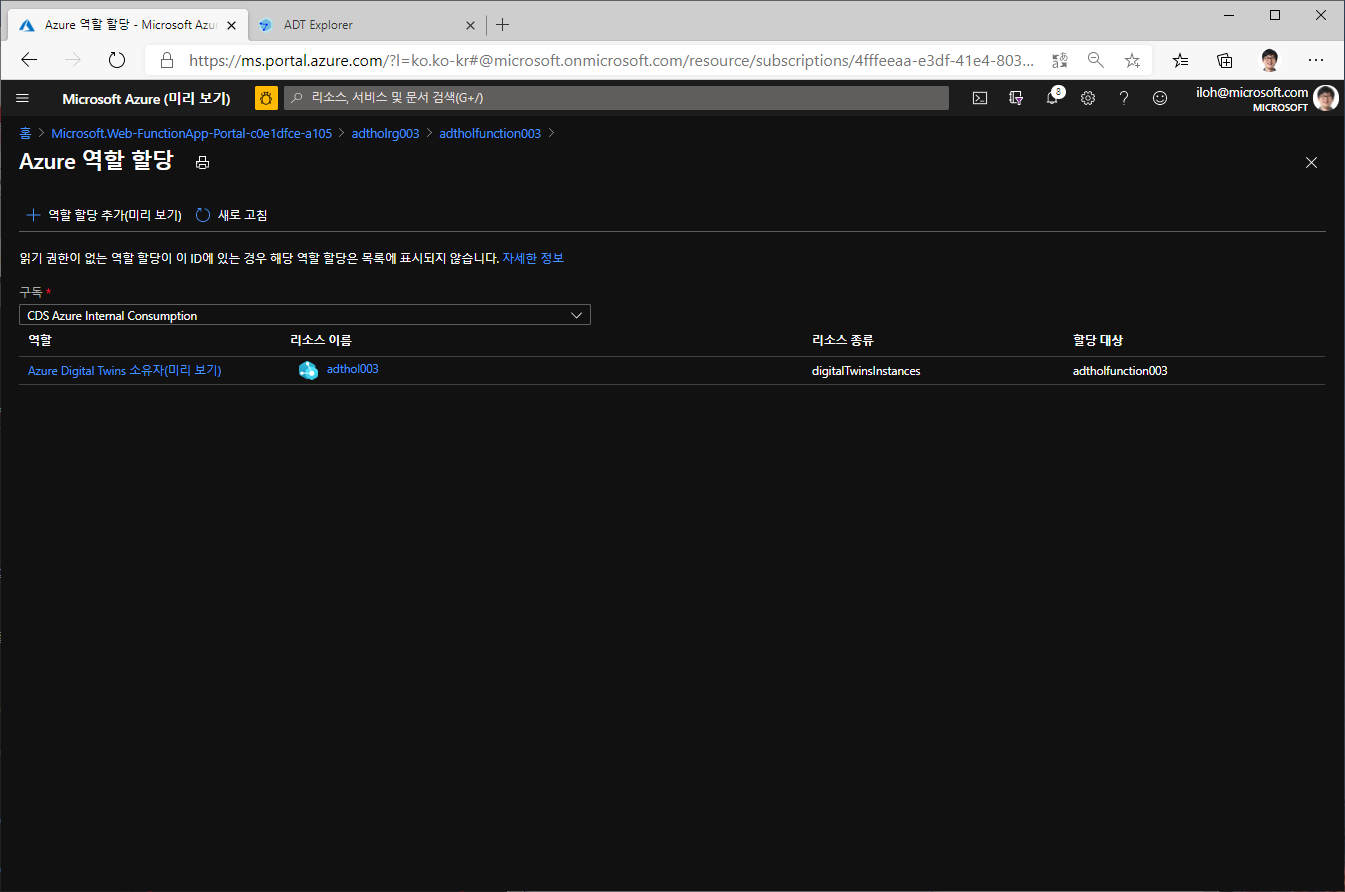 Azure 역할 할당 - Microsoft Azur
ADT Explorer
https://ms.portal.azure.com/?l=ko.ko-kr#@microsoft.onmicrosoft.com/resource/subscriptions/4fffeeaa-e3df-41e4-803...
Microsoft Azure (미리 보기)
리소스, 서비스 및 문서 검색(G+/)
8
iloh@microsoft.com
MICROSOFT
홈 > Microsoft.Web-FunctionApp-Portal-c0e1dfce-a105 > adtholrg003 > adtholfunction003 >
Azure 역할 할당
역할 할당 추가(미리 보기) 새로 고침
읽기 권한이 없는 역할 할당이 이 ID에 있는 경우 해당 역할 할당은 목록에 표시되지 않습니다. 자세한 정보
구독 *
CDS Azure Internal Consumption
역할 리소스 이름 리소스 종류 할당 대상
Azure Digital Twins 소유자(미리 보기) adthol003 digitalTwinsInstances adtholfunction003